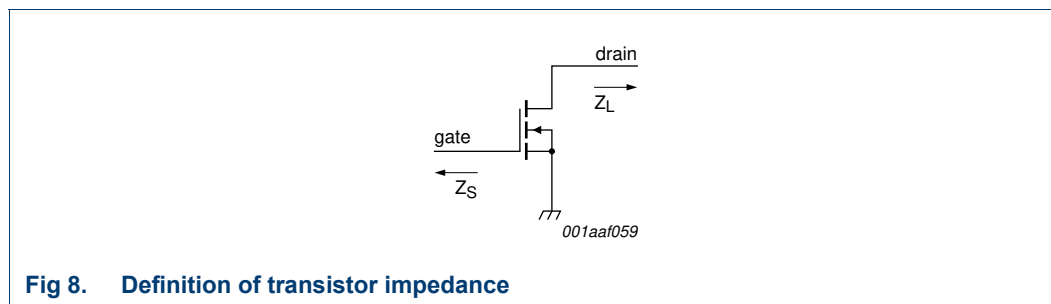 drain
Z_L
gate
Z_S
001aaf059
Fig 8. Definition of transistor impedance